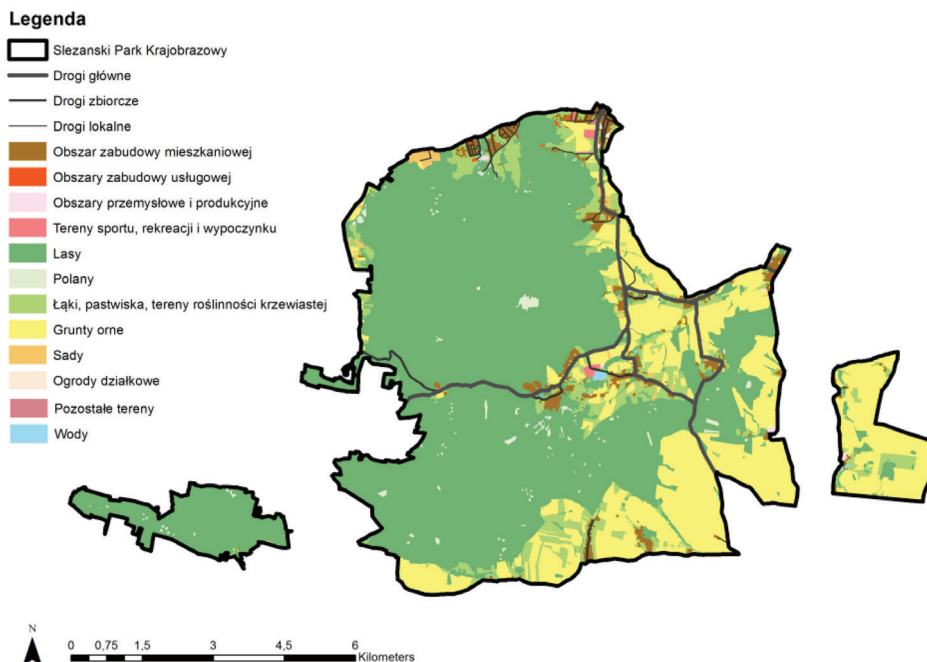 Legenda
Slezanski Park Krajobrazowy
Drogi główne
Drogi zbiorcze
Drogi lokalne
Obszar zabudowy mieszkaniowej
Obszary zabudowy usługowej
Obszary przemysłowe i produkcyjne
Tereny sportu, rekreacji i wypoczynku
Lasy
Polany
Łąki, pastwiska, tereny roślinności krzewiastej
Grunty orne
Sady
Ogrody działkowe
Pozostałe tereny
Wody
N
0 0,75 1,5 3 4,5 6
Kilometers